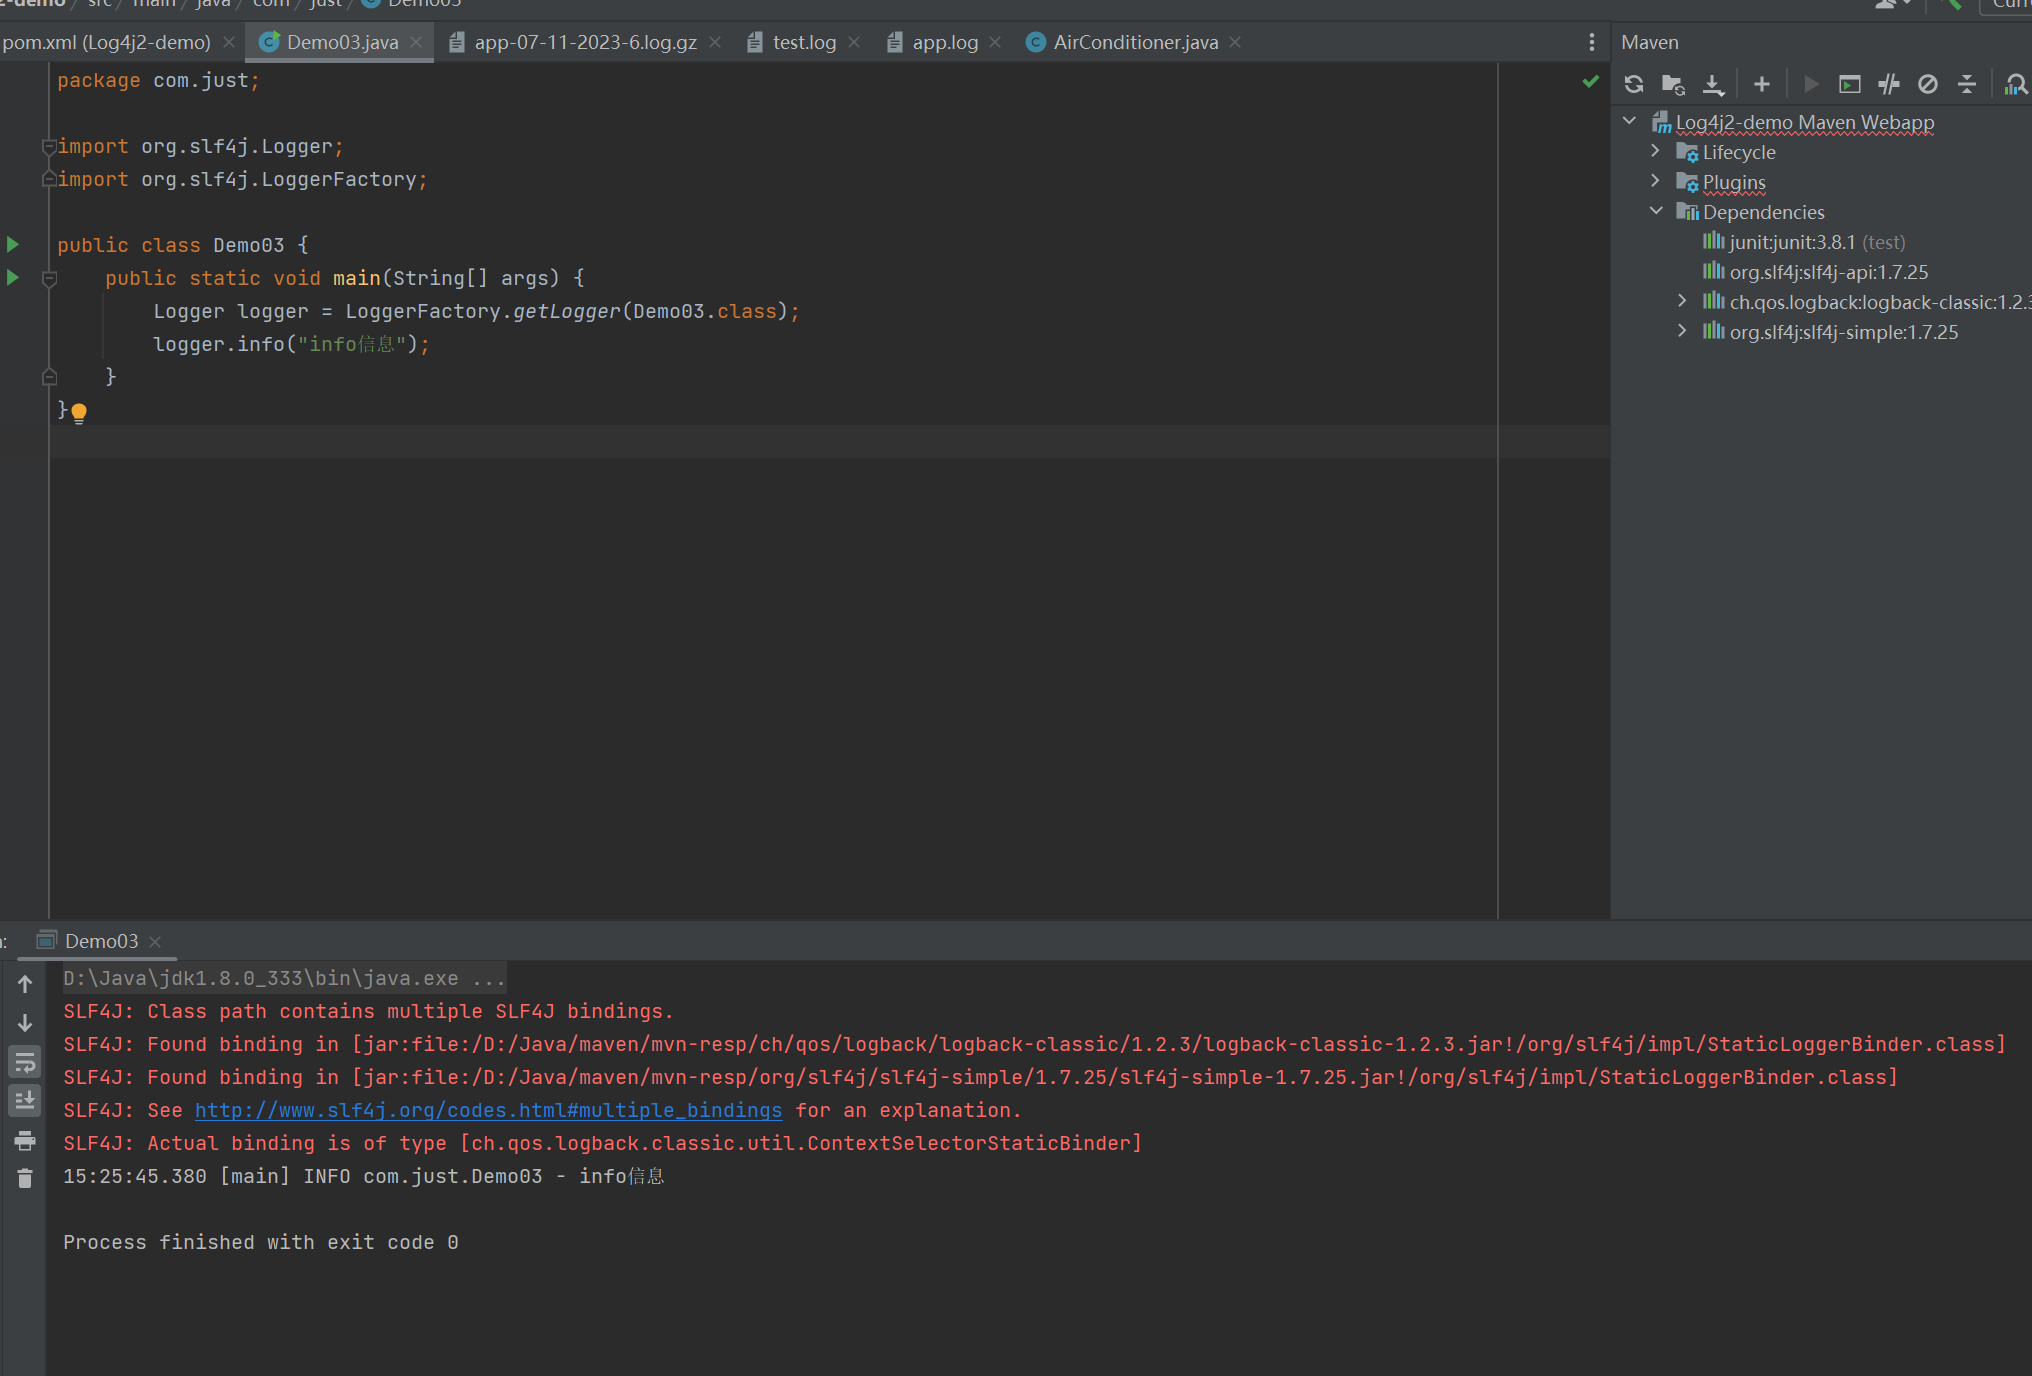 2-demo / src / main / java / com / just / Demo03
pom.xml (Log4j2-demo)
Demo03.java
app-07-11-2023-6.log.gz
test.log
app.log
AirConditioner.java
Maven
package com.just;
import org.slf4j.Logger;
import org.slf4j.LoggerFactory;
public class Demo03 {
public static void main(String[] args) {
Logger logger = LoggerFactory.getLogger(Demo03.class);
logger.info("info信息");
}
}
Log4j2-demo Maven Webapp
Lifecycle
Plugins
Dependencies
junit:junit:3.8.1 (test)
org.slf4j:slf4j-api:1.7.25
ch.qos.logback:logback-classic:1.2.3
org.slf4j:slf4j-simple:1.7.25
Demo03
D:\Java\jdk1.8.0_333\bin\java.exe ...
SLF4J: Class path contains multiple SLF4J bindings.
SLF4J: Found binding in [jar:file:/D:/Java/maven/mvn-resp/ch/qos/logback/logback-classic/1.2.3/logback-classic-1.2.3.jar!/org/slf4j/impl/StaticLoggerBinder.class]
SLF4J: Found binding in [jar:file:/D:/Java/maven/mvn-resp/org/slf4j/slf4j-simple/1.7.25/slf4j-simple-1.7.25.jar!/org/slf4j/impl/StaticLoggerBinder.class]
SLF4J: See http://www.slf4j.org/codes.html#multiple_bindings for an explanation.
SLF4J: Actual binding is of type [ch.qos.logback.classic.util.ContextSelectorStaticBinder]
15:25:45.380 [main] INFO com.just.Demo03 - info信息
Process finished with exit code 0